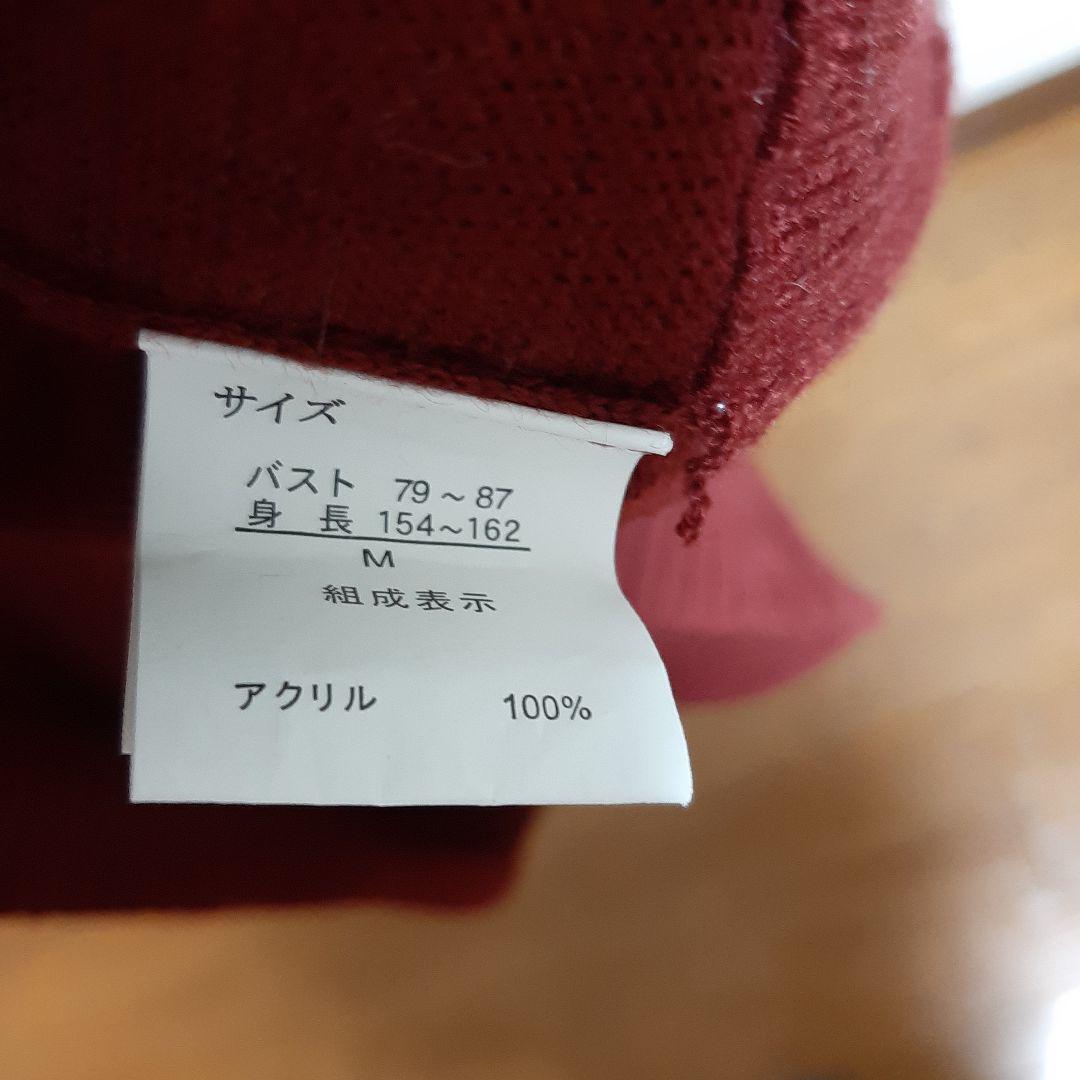 サイズ
バスト 79～87
身 長 154～162
M
組成表示
アクリル 100%